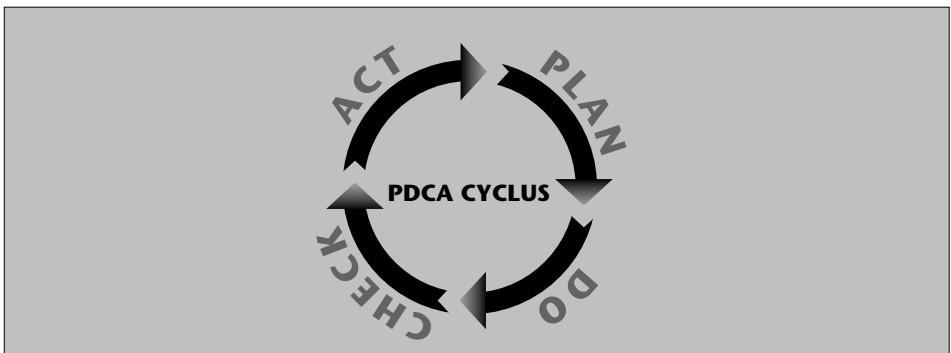 ACT
PLAN
PDCA CYCLUS
CHECK
DO